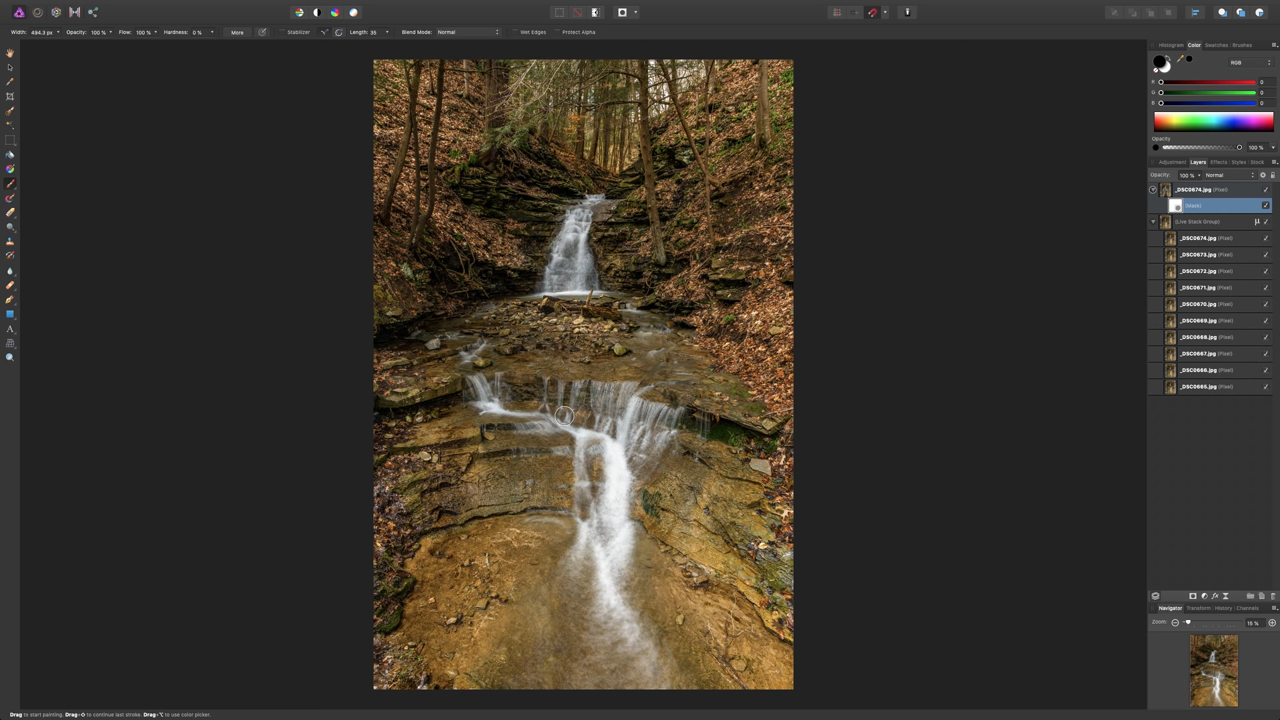 Width: 494.3 px Opacity: 100 % Flow: 100 % Hardness: 0 % More Stabilizer Length: 35 Blend Mode: Normal Wet Edges Protect Alpha
Histogram Color Swatches Brushes
RGB
R 0
G 0
B 0
Opacity
100 %
Adjustment Layers Effects Styles Stock
Opacity: 100 % Normal
_DSC0674.jpg (Pixel)
(Mask)
(Live Stack Group) μ
_DSC0674.jpg (Pixel)
_DSC0673.jpg (Pixel)
_DSC0672.jpg (Pixel)
_DSC0671.jpg (Pixel)
_DSC0670.jpg (Pixel)
_DSC0669.jpg (Pixel)
_DSC0668.jpg (Pixel)
_DSC0667.jpg (Pixel)
_DSC0666.jpg (Pixel)
_DSC0665.jpg (Pixel)
Navigator Transform History Channels
Zoom: 15 %
Drag to start painting. Drag+⇧ to continue last stroke. Drag+⌥ to use color picker.